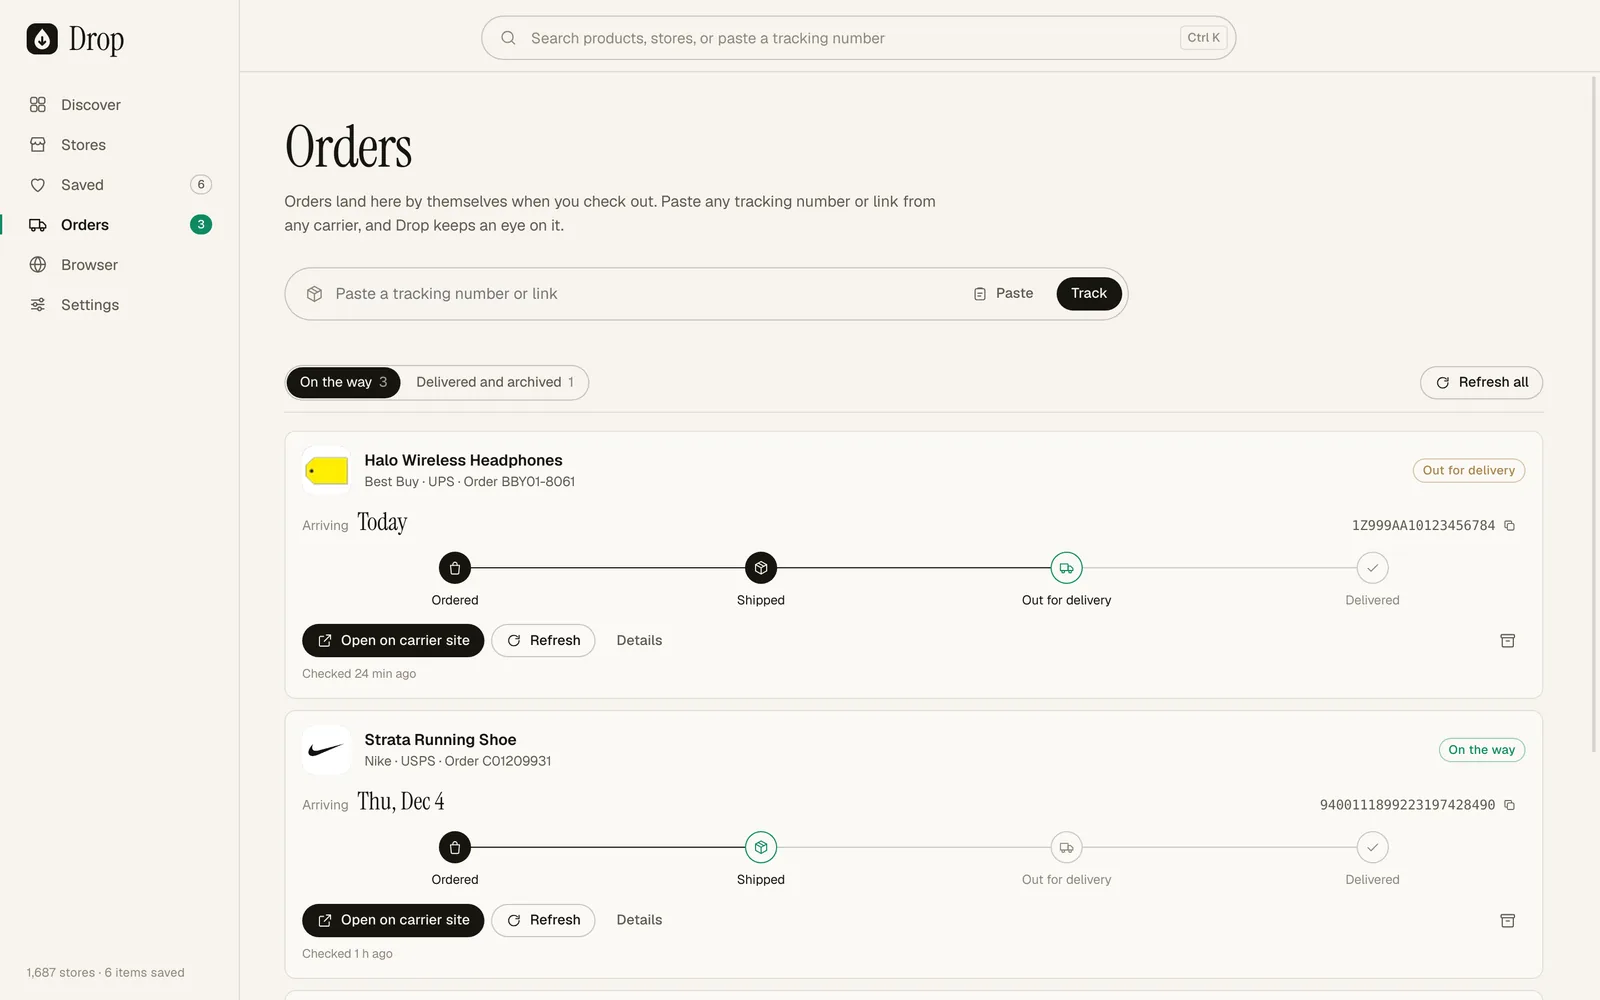 Drop
Search products, stores, or paste a tracking number
Ctrl K
Discover
Stores
Saved 6
Orders 3
Browser
Settings
1,687 stores · 6 items saved
Orders
Orders land here by themselves when you check out. Paste any tracking number or link from
any carrier, and Drop keeps an eye on it.
Paste a tracking number or link
Paste
Track
On the way 3
Delivered and archived 1
Refresh all
Halo Wireless Headphones
Best Buy · UPS · Order BBY01-8061
Out for delivery
Arriving Today
1Z999AA10123456784
Ordered
Shipped
Out for delivery
Delivered
Open on carrier site
Refresh
Details
Checked 24 min ago
Strata Running Shoe
Nike · USPS · Order C01209931
On the way
Arriving Thu, Dec 4
9400111899223197428490
Ordered
Shipped
Out for delivery
Delivered
Open on carrier site
Refresh
Details
Checked 1 h ago